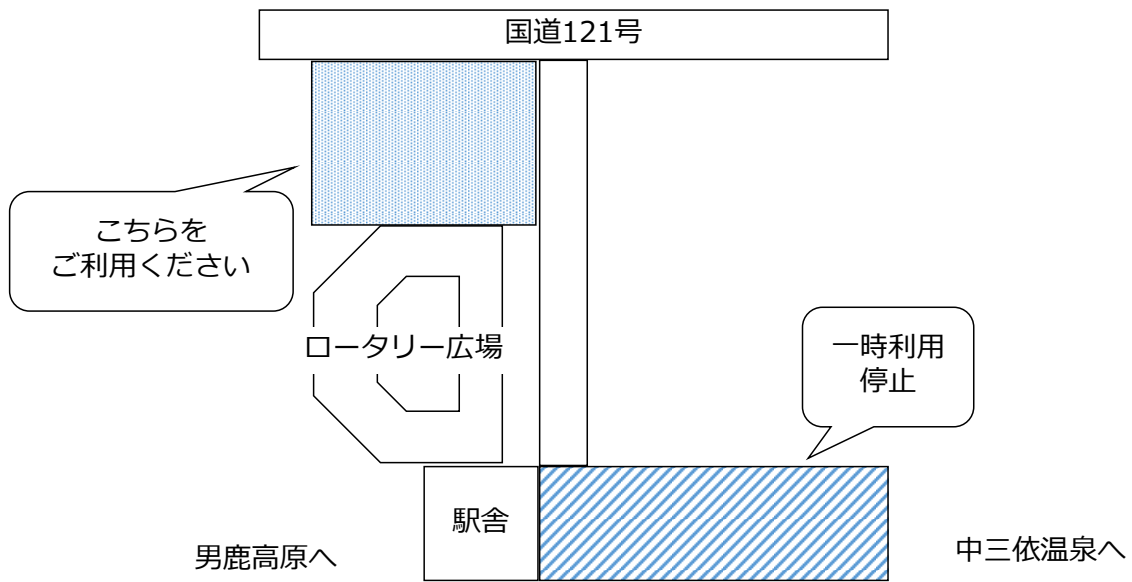 国道121号
こちらを
ご利用ください
ロータリー広場
一時利用
停止
駅舎
男鹿高原へ
中三依温泉へ